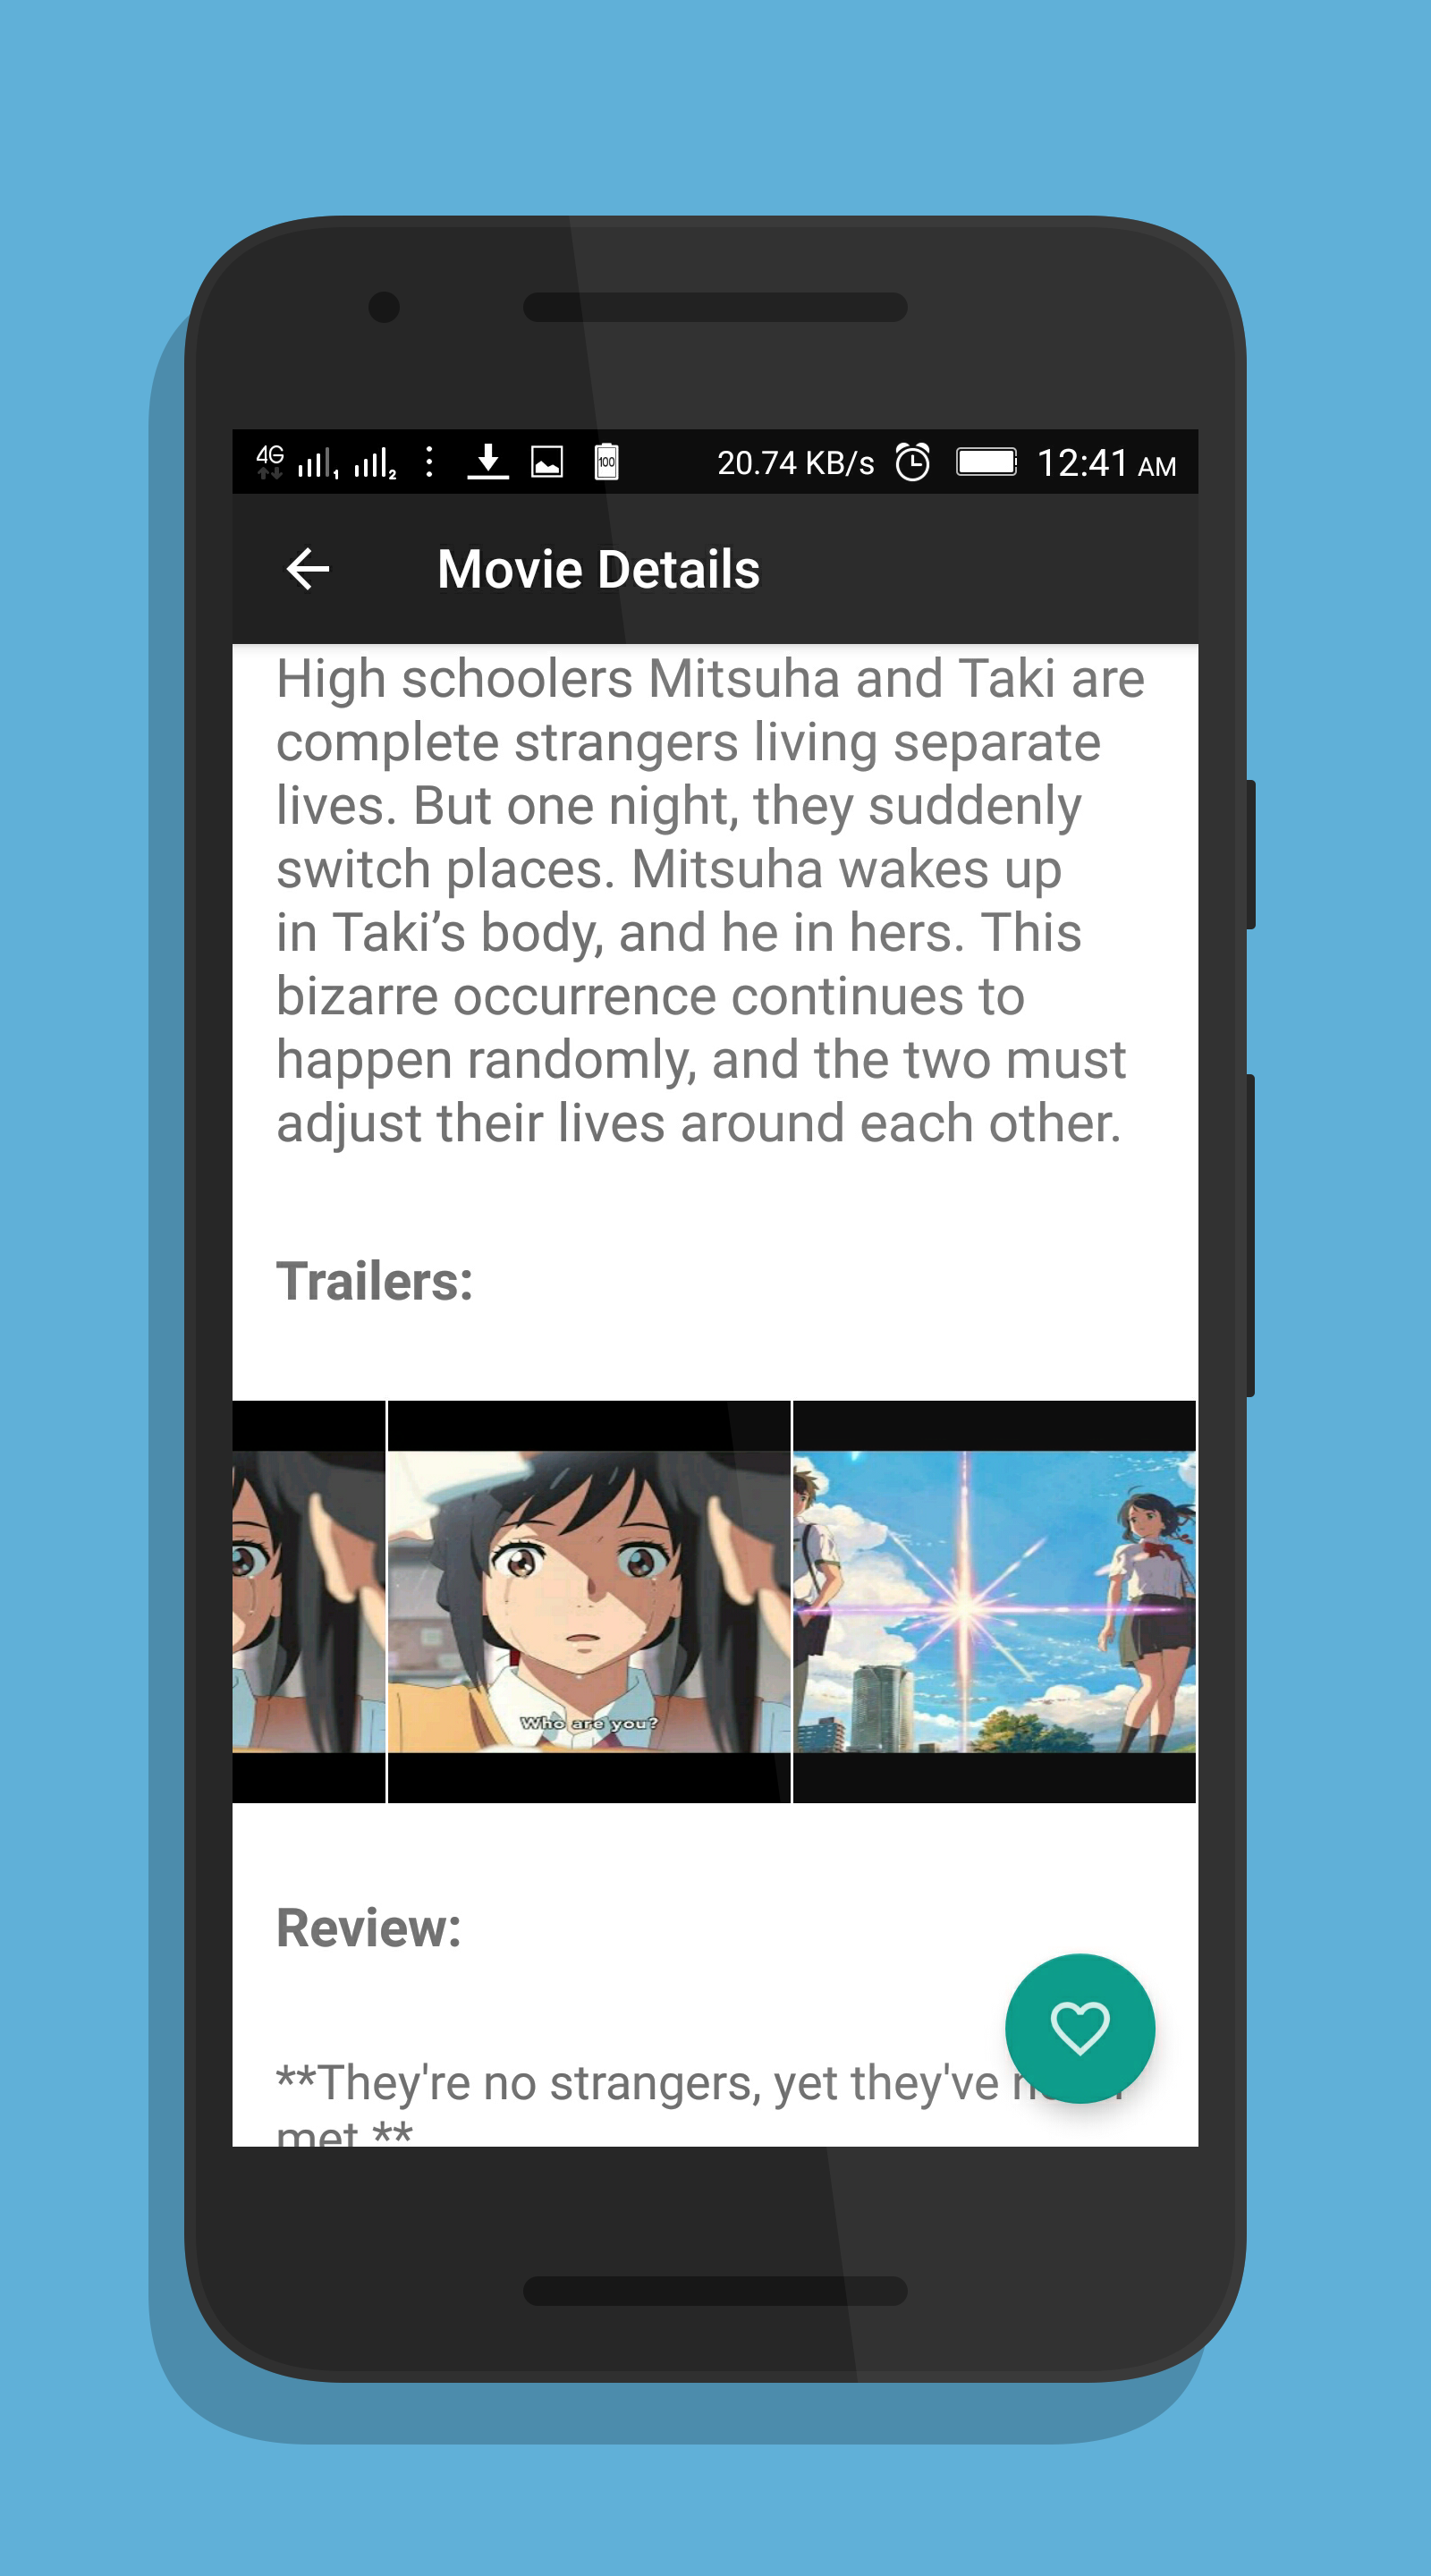 4G 1 2 100 20.74 KB/s 12:41 AM
Movie Details
High schoolers Mitsuha and Taki are
complete strangers living separate
lives. But one night, they suddenly
switch places. Mitsuha wakes up
in Taki’s body, and he in hers. This
bizarre occurrence continues to
happen randomly, and the two must
adjust their lives around each other.
Trailers:
Who are you?
Review:
**They're no strangers, yet they've
met.**